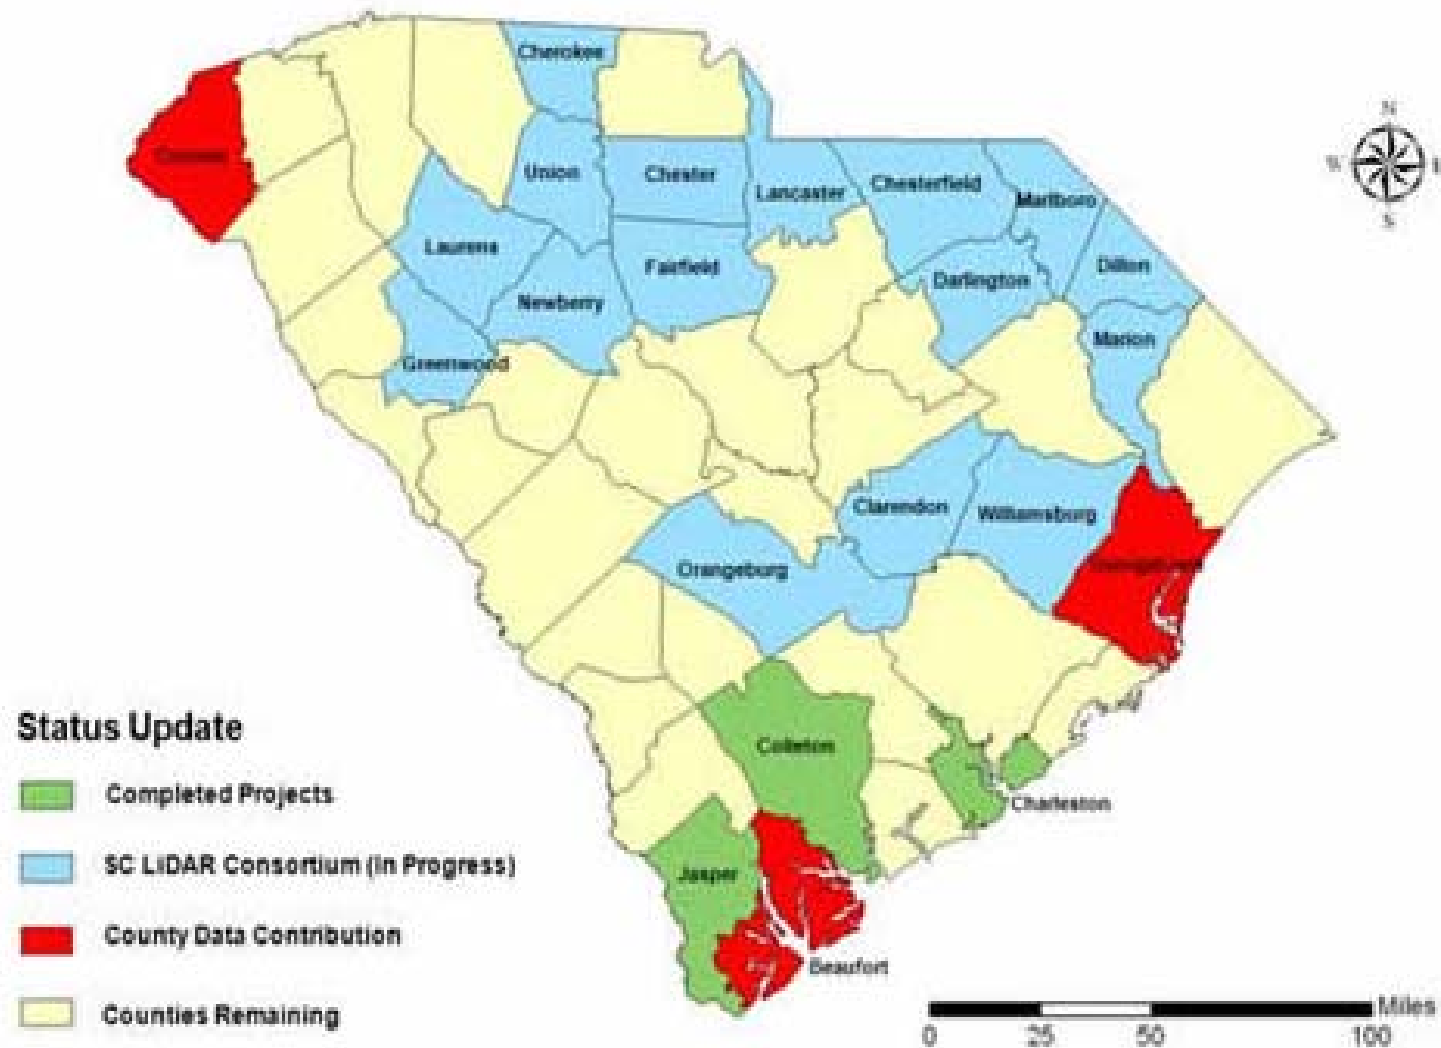 Cherokee
N
Union
Chester
Lancaster
Chesterfield
Marlboro
W
S
Laurens
Fairfield
Dillon
Darlington
Newberry
Marion
Greenwood
Clarendon
Williamsburg
Orangeburg
Georgetown
Status Update
Colleton
Completed Projects
Charleston
SC LiDAR Consortium (In Progress)
Jasper
County Data Contribution
Beaufort
Counties Remaining
Miles
0 25 50 100